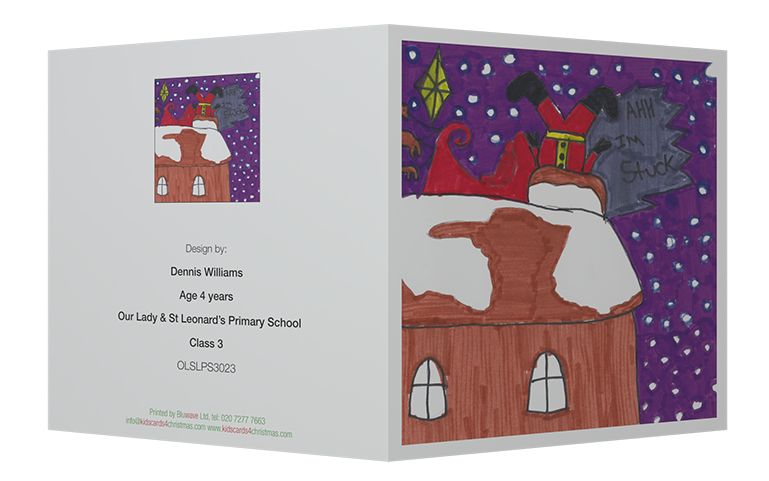 Design by:
Dennis Williams
Age 4 years
Our Lady & St Leonard's Primary School
Class 3
OLSLPS3023
Printed by Bluwave Ltd, tel: 020 7277 7663
info@kidscards4christmas.com www.kidscards4christmas.com
AHH
I'm
Stuck